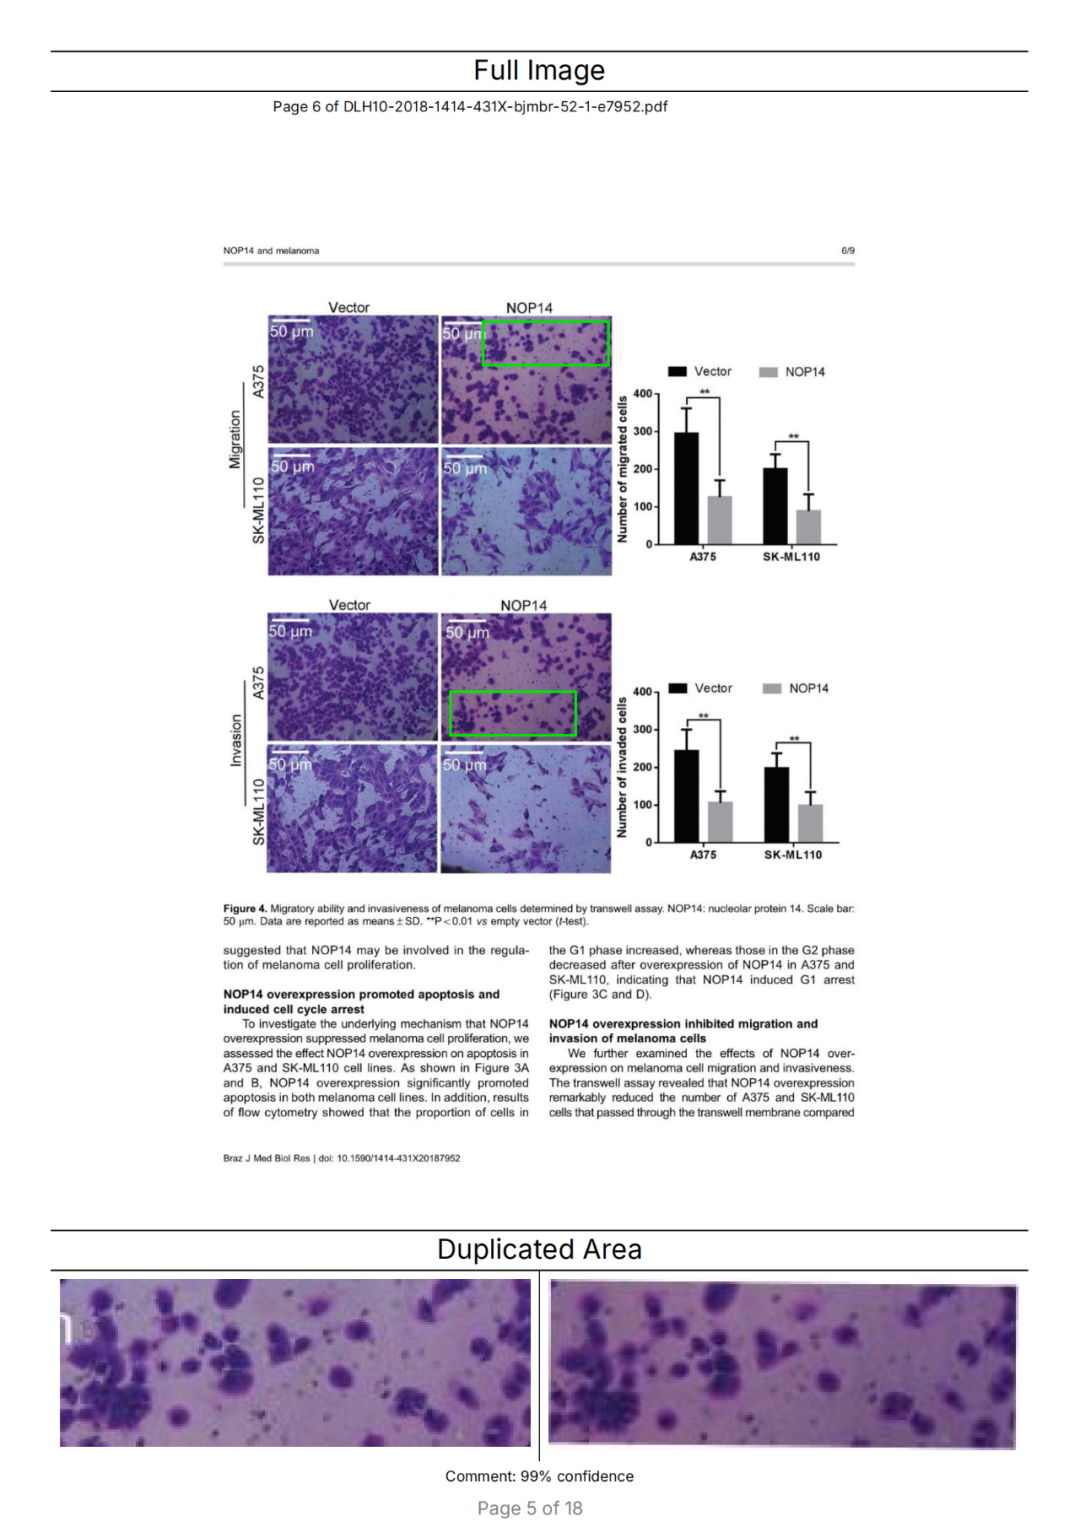 Full Image
Page 6 of DLH10-2018-1414-431X-bjmbr-52-1-e7952.pdf
NOP14 and melanoma
6/9
Vector
NOP14
50 µm
50 µm
A375
Migration
50 µm
50 µm
SK-ML110
Vector
NOP14
Number of migrated cells
400
300
200
100
0
**
**
A375
SK-ML110
Vector
NOP14
50 µm
50 µm
A375
Invasion
50 µm
50 µm
SK-ML110
Vector
NOP14
Number of invaded cells
400
300
200
100
0
**
**
A375
SK-ML110
Figure 4. Migratory ability and invasiveness of melanoma cells determined by transwell assay. NOP14: nucleolar protein 14. Scale bar:
50 µm. Data are reported as means ± SD. **P < 0.01 vs empty vector (t-test).
suggested that NOP14 may be involved in the regula-
tion of melanoma cell proliferation.
NOP14 overexpression promoted apoptosis and
induced cell cycle arrest
To investigate the underlying mechanism that NOP14
overexpression suppressed melanoma cell proliferation, we
assessed the effect NOP14 overexpression on apoptosis in
A375 and SK-ML110 cell lines. As shown in Figure 3A
and B, NOP14 overexpression significantly promoted
apoptosis in both melanoma cell lines. In addition, results
of flow cytometry showed that the proportion of cells in
the G1 phase increased, whereas those in the G2 phase
decreased after overexpression of NOP14 in A375 and
SK-ML110, indicating that NOP14 induced G1 arrest
(Figure 3C and D).
NOP14 overexpression inhibited migration and
invasion of melanoma cells
We further examined the effects of NOP14 over-
expression on melanoma cell migration and invasiveness.
The transwell assay revealed that NOP14 overexpression
remarkably reduced the number of A375 and SK-ML110
cells that passed through the transwell membrane compared
Braz J Med Biol Res | doi: 10.1590/1414-431X20187952
Duplicated Area
Comment: 99% confidence
Page 5 of 18